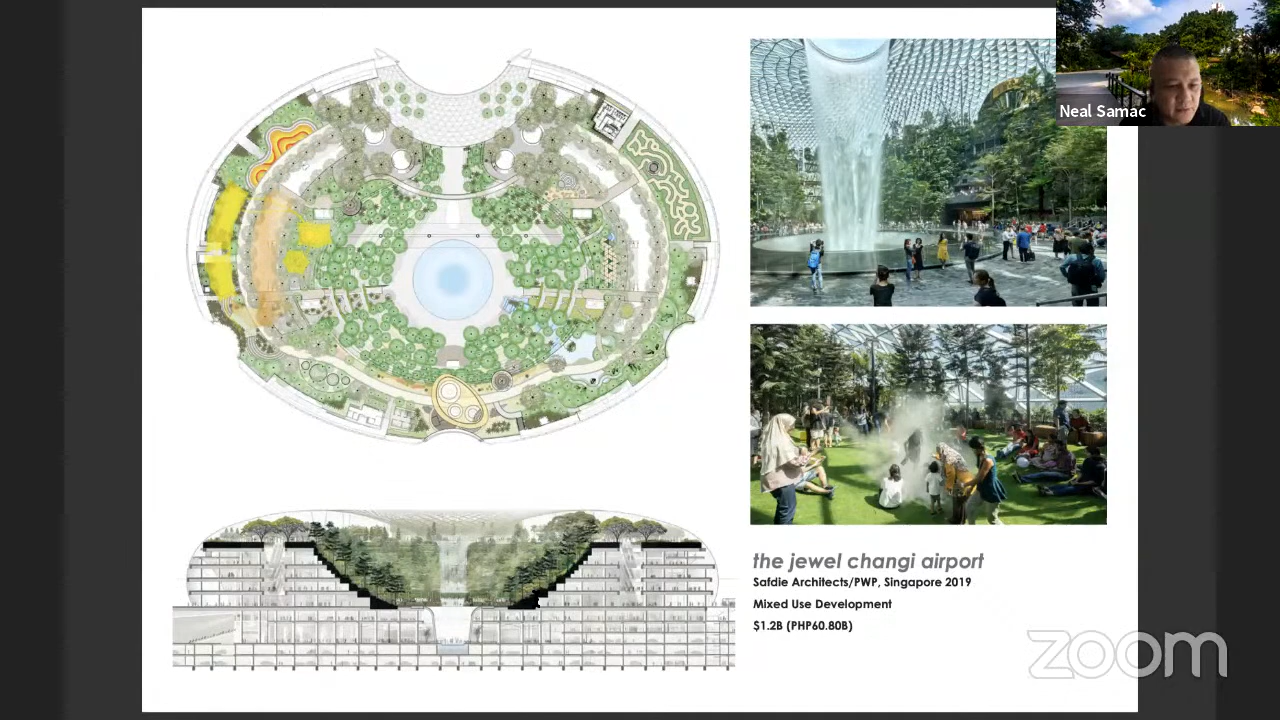 Neal Samac
the jewel changi airport
Safdie Architects/PWP, Singapore 2019
Mixed Use Development
$1.2B (PHP60.80B)
zoom